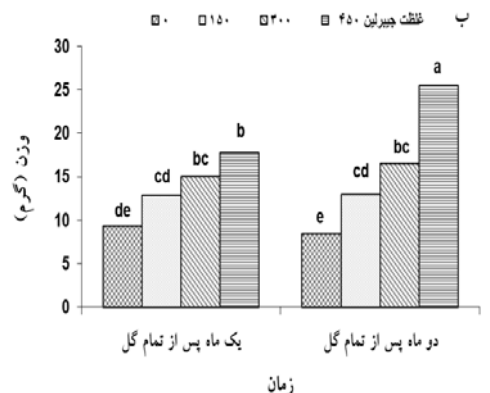 ب
غلظت جیبرلین ۴۵۰ ۳۰۰ ۱۵۰ ۰
وزن (گرم)
30
25
20
15
10
5
0
de cd bc b e cd bc a
یک ماه پس از تمام گل دو ماه پس از تمام گل
زمان